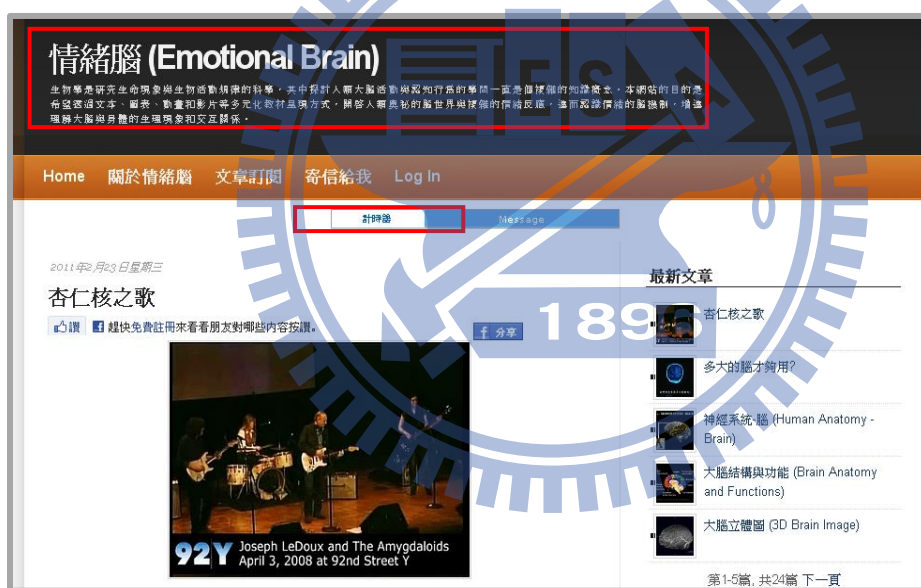 情緒腦 (Emotional Brain)
生物學是研究生命現象與生物活動規律的科學，其中探討人類大腦活動與認知行為的學問一直是個複雜的知識概念，本網站的目的是
希望透過文本、圖表、動畫和影片等多元化教材呈現方式，開啓人類奧祕的腦世界與複雜的情緒反應，進而認識情緒的腦機制，增進
理解大腦與身體的生理現象和交互關係。
ES
Home 關於情緒腦 文章訂閱 寄信給我 Log In
計時器 Message
2011年2月23日星期三
杏仁核之歌
讚 趕快免費註冊來看看朋友對哪些內容按讚。
分享
92Y Joseph LeDoux and The Amygdaloids
April 3, 2008 at 92nd Street Y
最新文章
杏仁核之歌
1896
多大的腦才夠用?
神經系統-腦 (Human Anatomy -
Brain)
大腦結構與功能 (Brain Anatomy
and Functions)
大腦立體圖 (3D Brain Image)
第1-5篇, 共24篇 下一頁